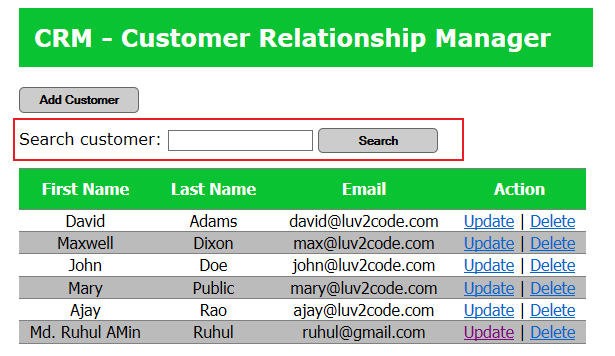 CRM - Customer Relationship Manager
Add Customer
Search customer: Search
First Name Last Name Email Action
David Adams david@luv2code.com Update | Delete
Maxwell Dixon max@luv2code.com Update | Delete
John Doe john@luv2code.com Update | Delete
Mary Public mary@luv2code.com Update | Delete
Ajay Rao ajay@luv2code.com Update | Delete
Md. Ruhul AMin Ruhul ruhul@gmail.com Update | Delete